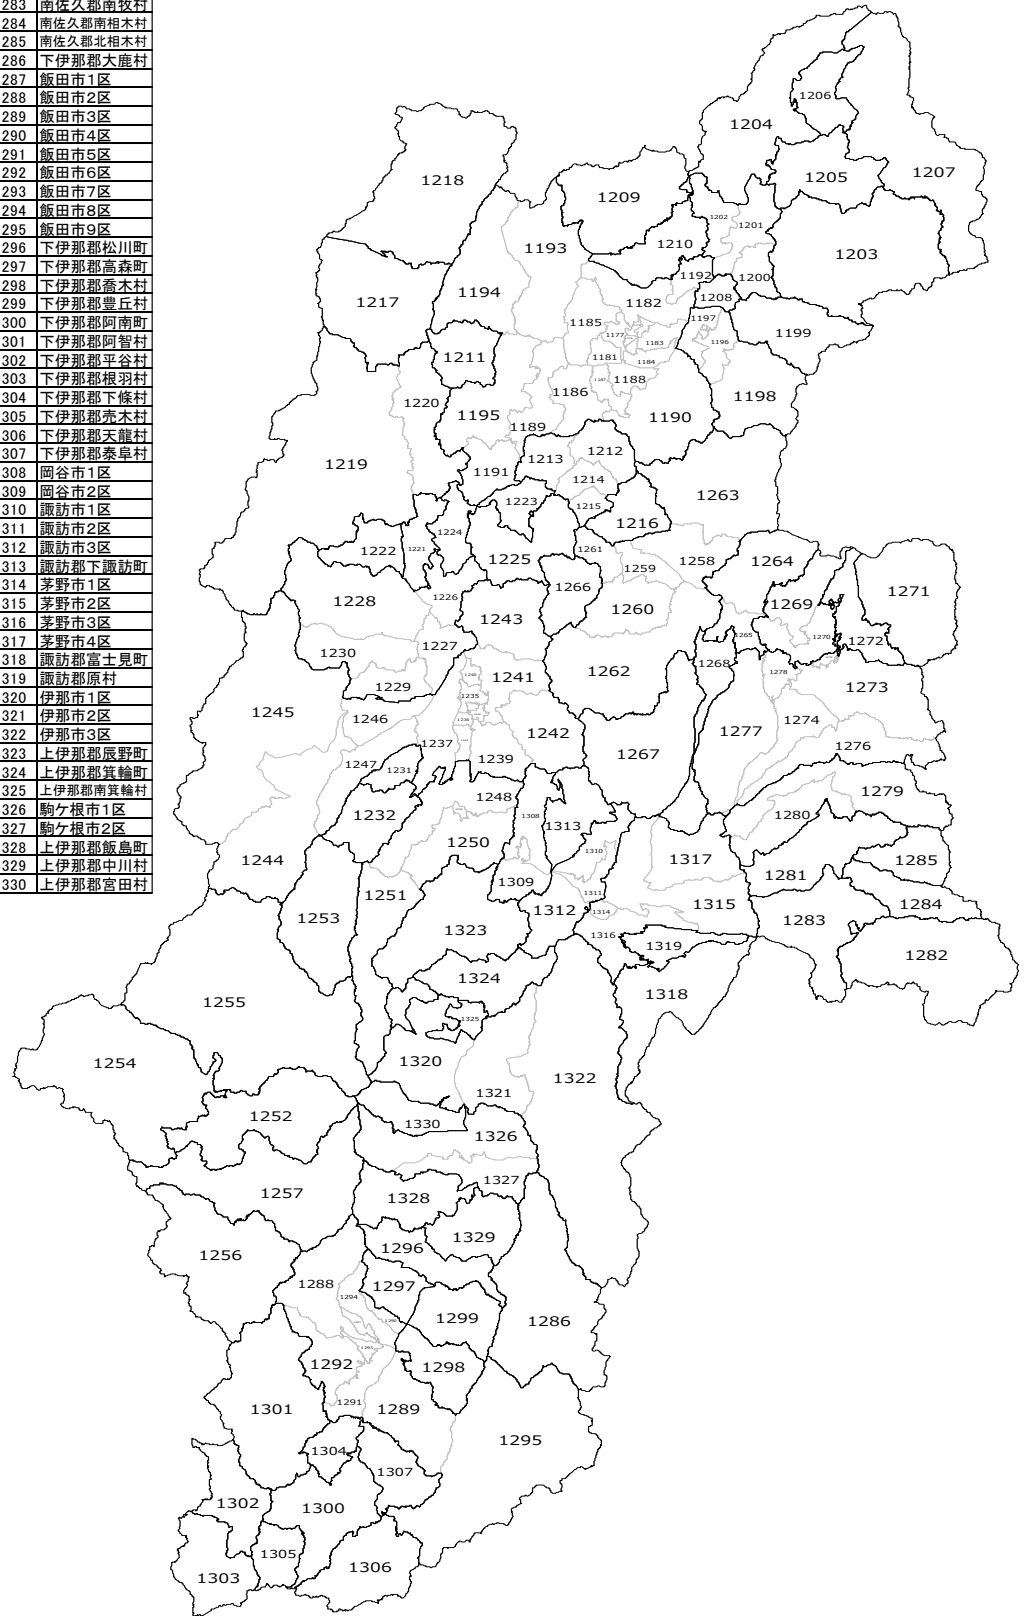 283 南佐久郡南牧村
284 南佐久郡南相木村
285 南佐久郡北相木村
286 下伊那郡大鹿村
287 飯田市1区
288 飯田市2区
289 飯田市3区
290 飯田市4区
291 飯田市5区
292 飯田市6区
293 飯田市7区
294 飯田市8区
295 飯田市9区
296 下伊那郡松川町
297 下伊那郡高森町
298 下伊那郡喬木村
299 下伊那郡豊丘村
300 下伊那郡阿南町
301 下伊那郡阿智村
302 下伊那郡平谷村
303 下伊那郡根羽村
304 下伊那郡下條村
305 下伊那郡売木村
306 下伊那郡天龍村
307 下伊那郡泰阜村
308 岡谷市1区
309 岡谷市2区
310 諏訪市1区
311 諏訪市2区
312 諏訪市3区
313 諏訪郡下諏訪町
314 茅野市1区
315 茅野市2区
316 茅野市3区
317 茅野市4区
318 諏訪郡富士見町
319 諏訪郡原村
320 伊那市1区
321 伊那市2区
322 伊那市3区
323 上伊那郡辰野町
324 上伊那郡箕輪町
325 上伊那郡南箕輪村
326 駒ケ根市1区
327 駒ケ根市2区
328 上伊那郡飯島町
329 上伊那郡中川村
330 上伊那郡宮田村
1206
1204
1207
1205
1218
1209
1202
1201
1193
1210
1203
1192
1200
1194
1208
1217
1182
1197
1185
1177
1199
1183
1196
1211
1181
1184
1188
1186
1198
1220
1195
1190
1189
1212
1213
1219
1191
1214
1263
1223
1215
1216
1224
1222
1221
1261
1225
1258
1264
1259
1266
1271
1226
1228
1260
1269
1243
1265
1270
1272
1227
1230
1268
1262
1278
1241
1229
1273
1235
1245
1246
1274
1277
1242
1237
1276
1267
1239
1247
1231
1279
1248
1232
1308
1280
1313
1250
1310
1317
1244
1285
1281
1309
1251
1311
1315
1284
1312
1314
1253
1283
1323
1316
1319
1282
1324
1318
1255
1325
1254
1320
1322
1321
1252
1330
1326
1327
1257
1328
1329
1296
1256
1288
1297
1294
1299
1286
1292
1298
1291
1301
1289
1295
1304
1307
1302
1300
1305
1306
1303